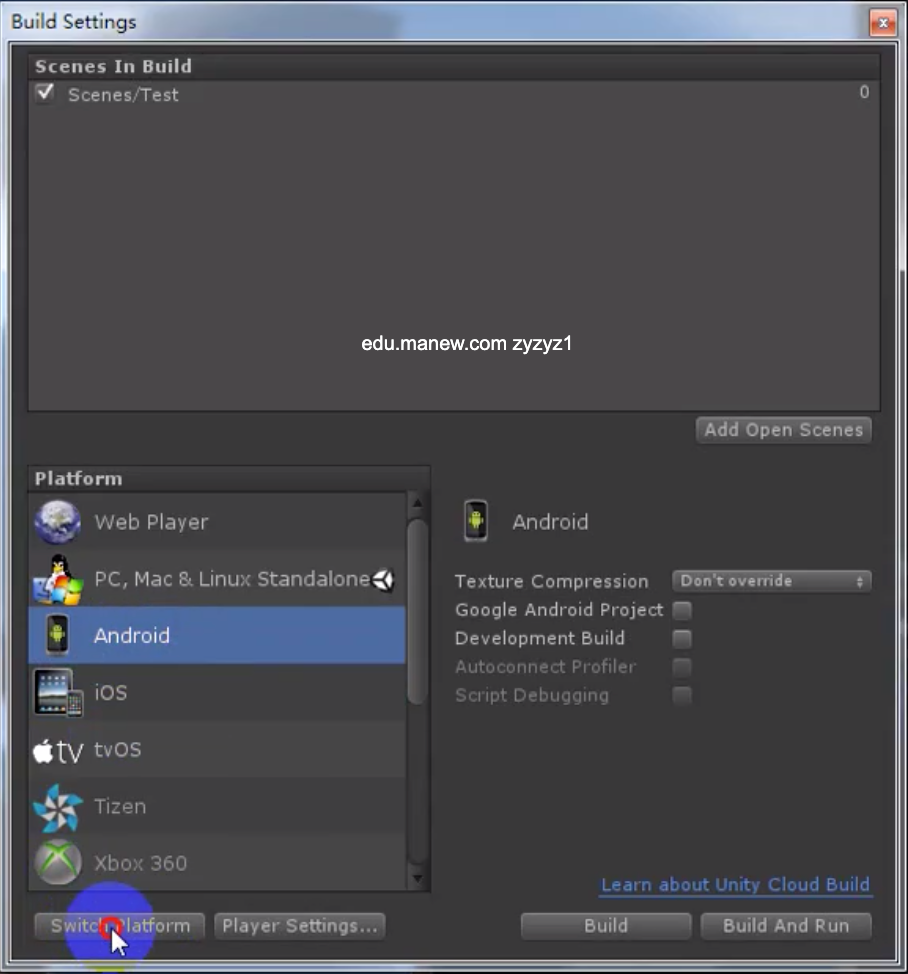 Build Settings
x
Scenes In Build
Scenes/Test 0
edu.manew.com zyzyz1
Add Open Scenes
Platform
Web Player
PC, Mac & Linux Standalone
Android
iOS
tv tvOS
Tizen
Xbox 360
Android
Texture Compression Don't override
Google Android Project
Development Build
Autoconnect Profiler
Script Debugging
Learn about Unity Cloud Build
Switch Platform Player Settings... Build Build And Run